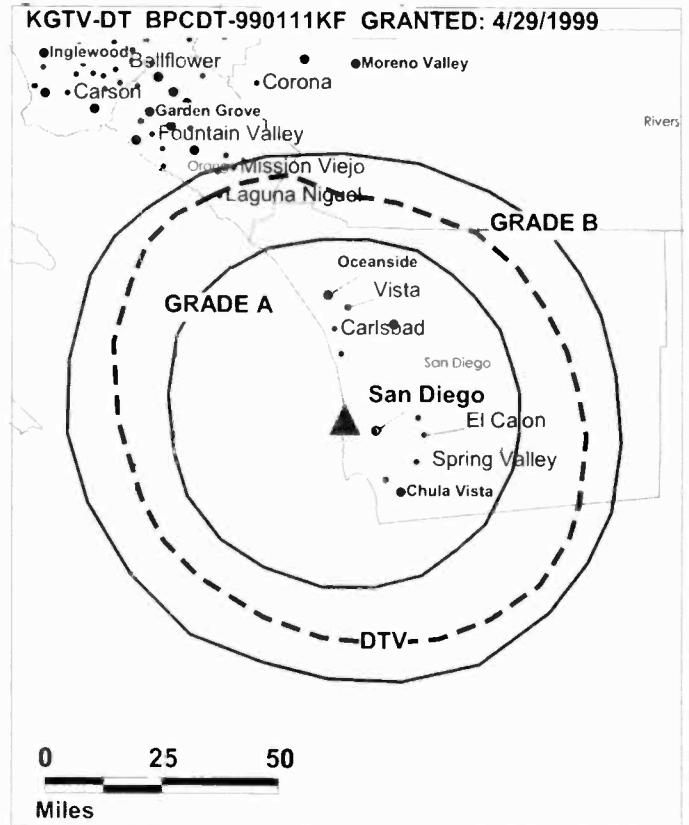 KGTV-DT BPCDT-990111KF GRANTED: 4/29/1999
Inglewood
Bellflower
Moreno Valley
Corona
Carson
Garden Grove
Rivers
Fountain Valley
Orang
Mission Viejo
Laguna Niguel
GRADE B
Oceanside
Vista
GRADE A
Carlsbad
San Diego
San Diego
El Cajon
Spring Valley
Chula Vista
DTV
0 25 50
Miles